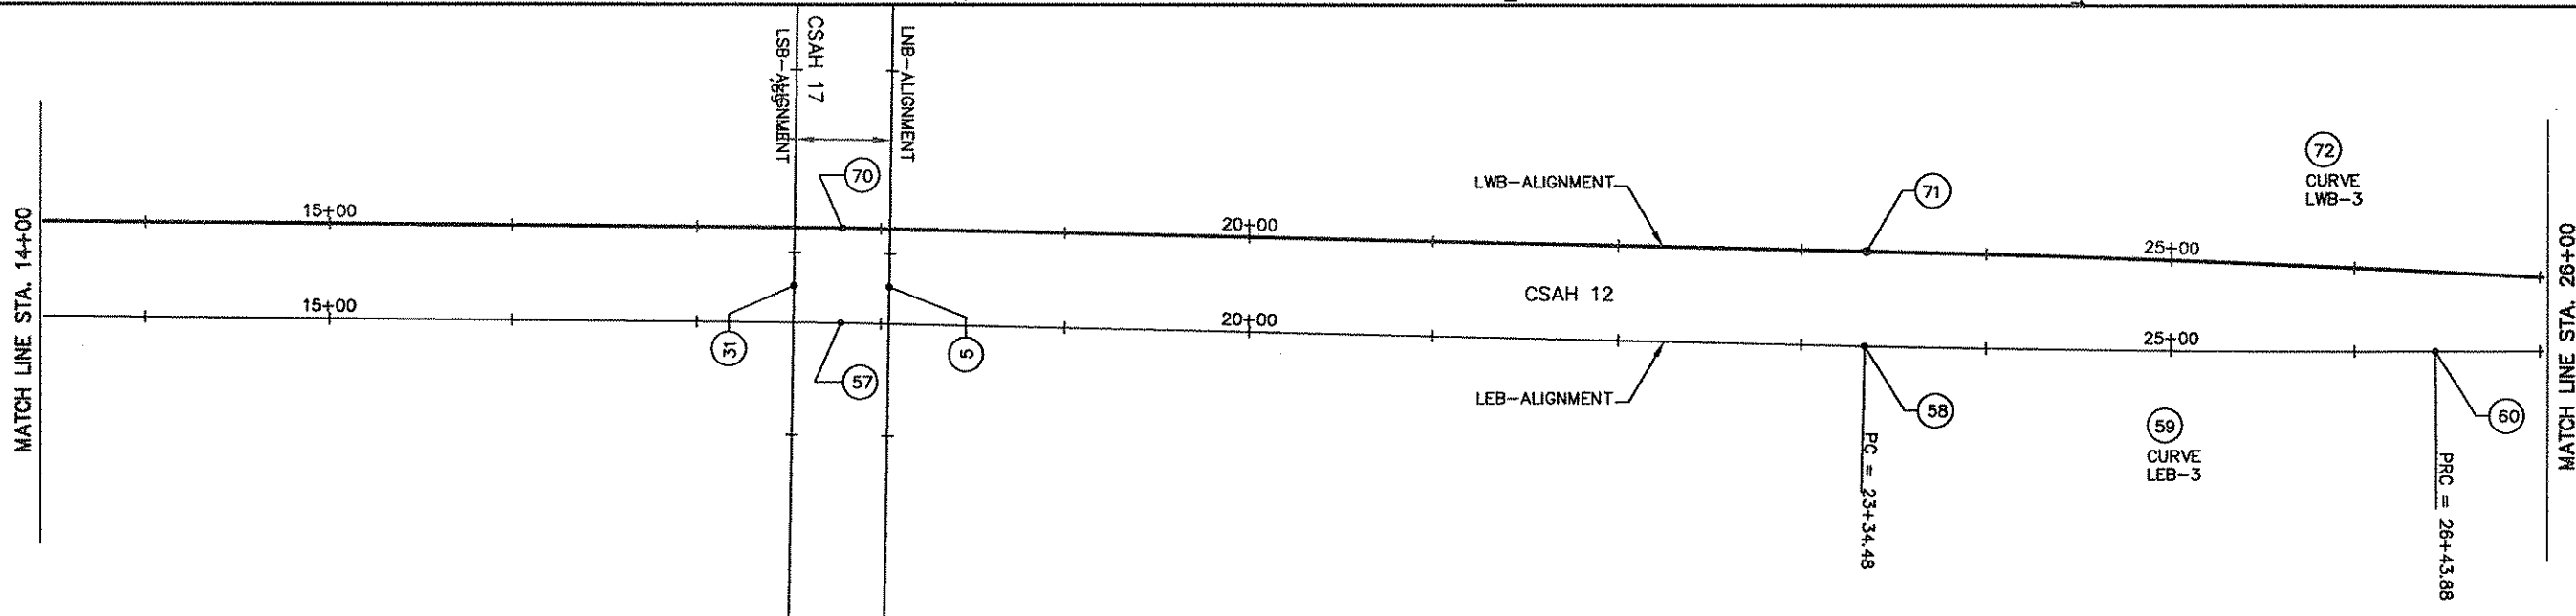 MATCH LINE STA. 14+00
LSB-ALIGNMENT
CSAH 17
LNB-ALIGNMENT
70
15+00
20+00
LWB-ALIGNMENT
71
25+00
72
CURVE
LWB-3
CSAH 12
15+00
31
57
5
20+00
LEB-ALIGNMENT
58
PC = 23+34.48
25+00
59
CURVE
LEB-3
60
PRC = 26+43.88
MATCH LINE STA. 26+00